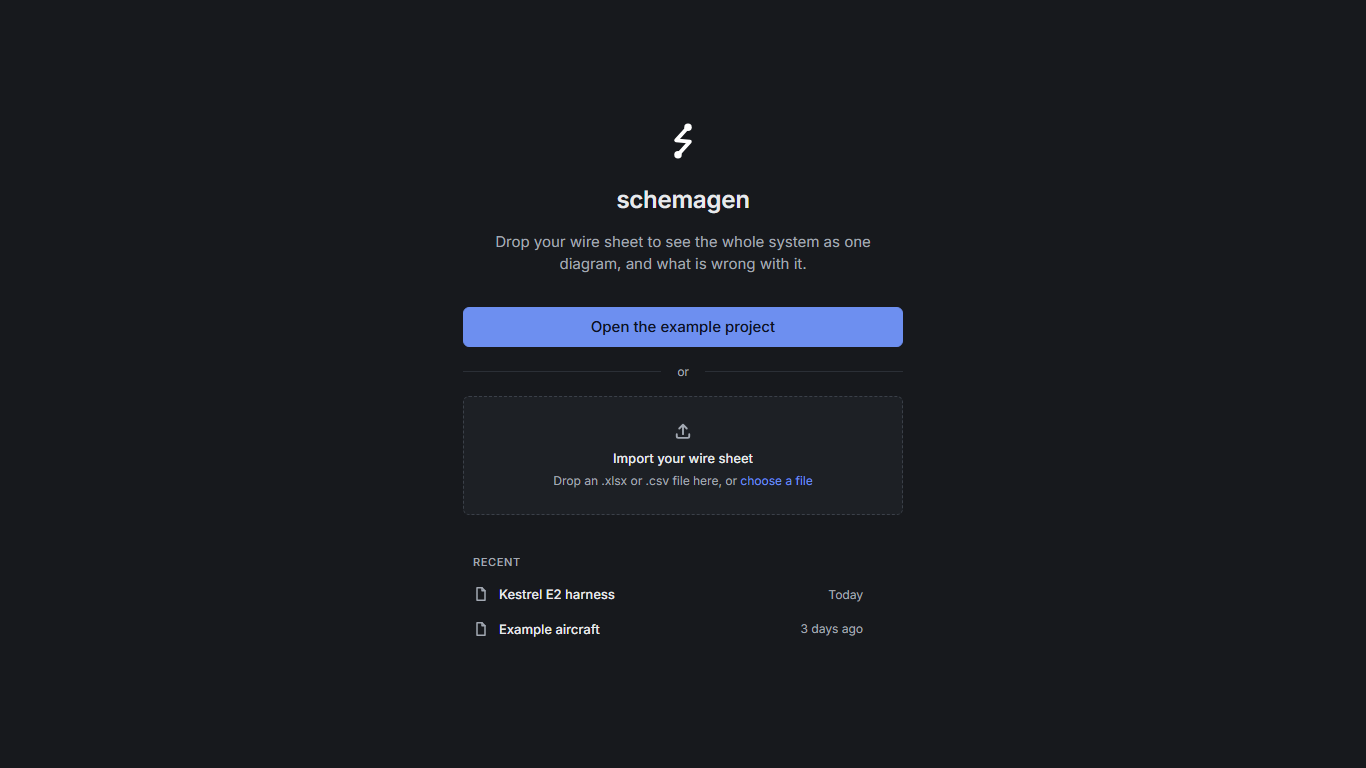 schemagen
Drop your wire sheet to see the whole system as one
diagram, and what is wrong with it.
Open the example project
or
Import your wire sheet
Drop an .xlsx or .csv file here, or choose a file
RECENT
Kestrel E2 harness Today
Example aircraft 3 days ago